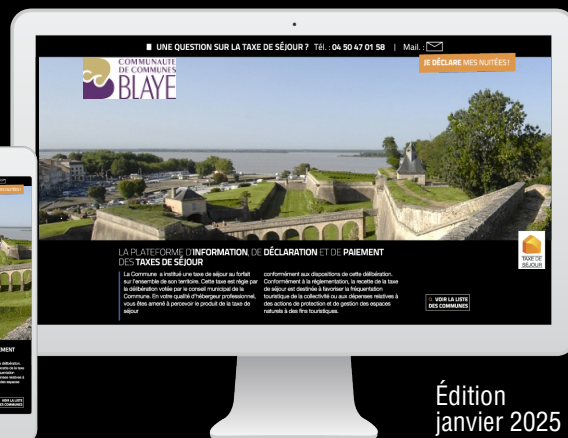 UNE QUESTION SUR LA TAXE DE SÉJOUR ? Tél. : 04 50 47 01 58 | Mail. :
JE DÉCLARE MES NUITÉES !
COMMUNAUTÉ
DE COMMUNES
BLAYE
LA PLATEFORME D'INFORMATION, DE DÉCLARATION ET DE PAIEMENT
DES TAXES DE SÉJOUR
La Commune a institué une taxe de séjour au forfait
sur l'ensemble de son territoire. Cette taxe est régie par
la délibération votée par le conseil municipal de la
Commune. En votre qualité d'hébergeur professionnel,
vous êtes amené à percevoir le produit de la taxe de
séjour
conformément aux dispositions de cette délibération.
Conformément à la réglementation, la recette de la taxe
de séjour est destinée à favoriser la fréquentation
touristique de la collectivité ou aux dépenses relatives à
des actions de protection et de gestion des espaces
naturels à des fins touristiques.
TAXE DE
SÉJOUR
VOIR LA LISTE
DES COMMUNES
EMENT
VOIR LA LISTE
DES COMMUNES
Édition
janvier 2025